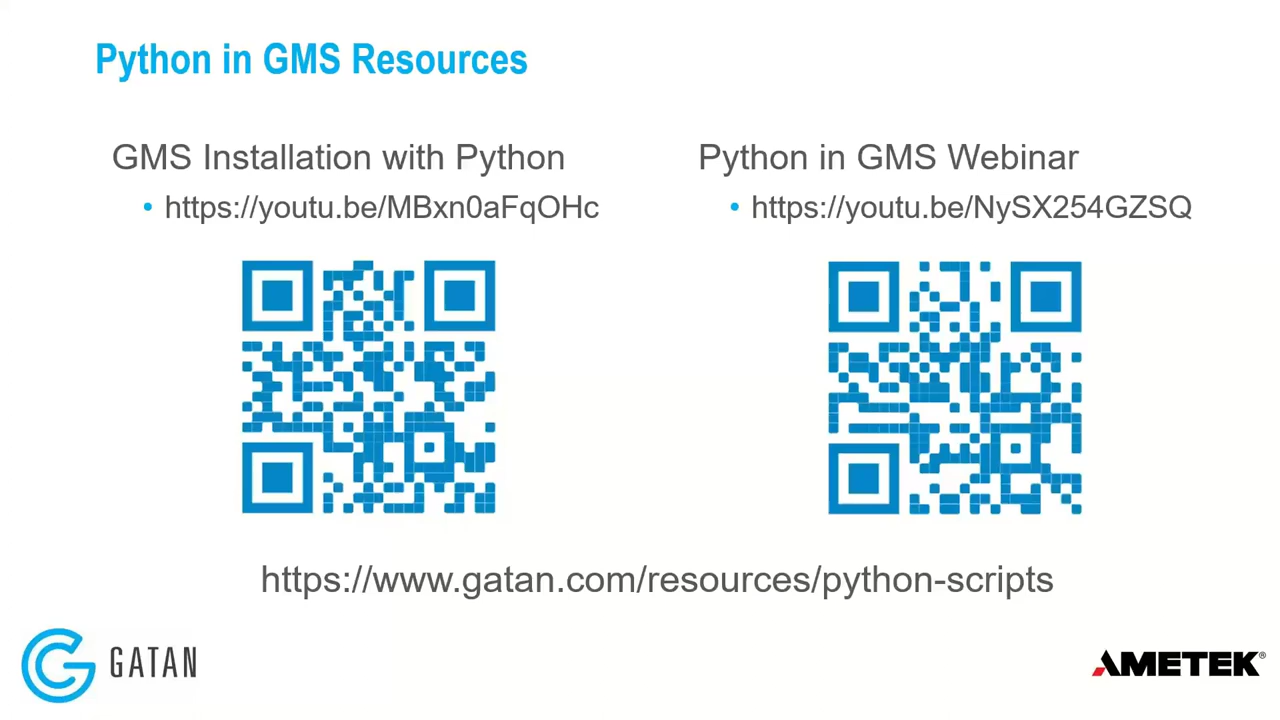 Python in GMS Resources
GMS Installation with Python
• https://youtu.be/MBxn0aFqOHc
Python in GMS Webinar
• https://youtu.be/NySX254GZSQ
https://www.gatan.com/resources/python-scripts
GATAN
AMETEK®